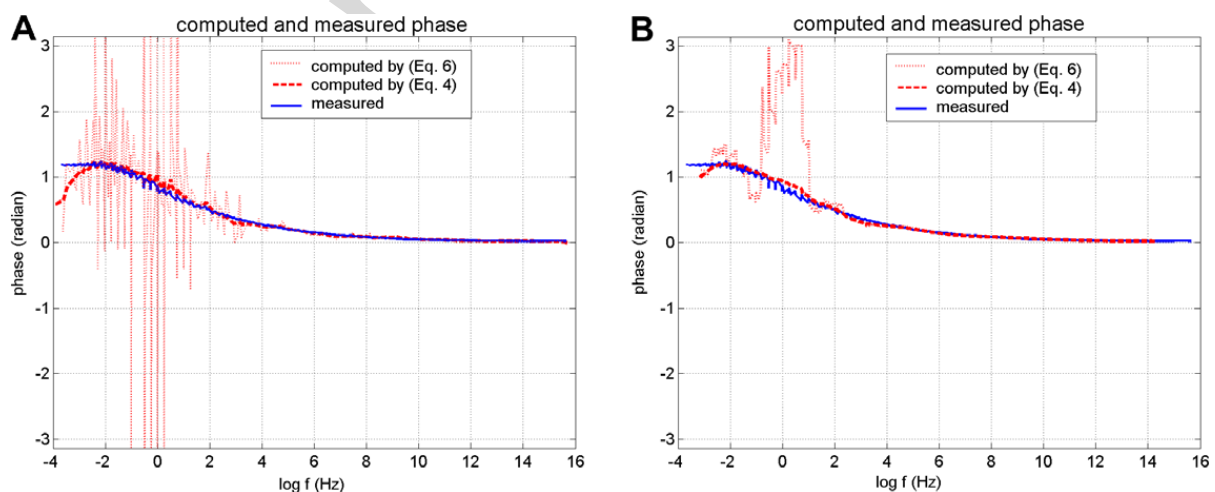 A
computed and measured phase
3
2
1
0
-1
-2
-3
phase (radian)
computed by (Eq. 6)
computed by (Eq. 4)
measured
-4 -2 0 2 4 6 8 10 12 14 16
log f (Hz)
B
computed and measured phase
3
2
1
0
-1
-2
-3
phase (radian)
computed by (Eq. 6)
computed by (Eq. 4)
measured
-4 -2 0 2 4 6 8 10 12 14 16
log f (Hz)